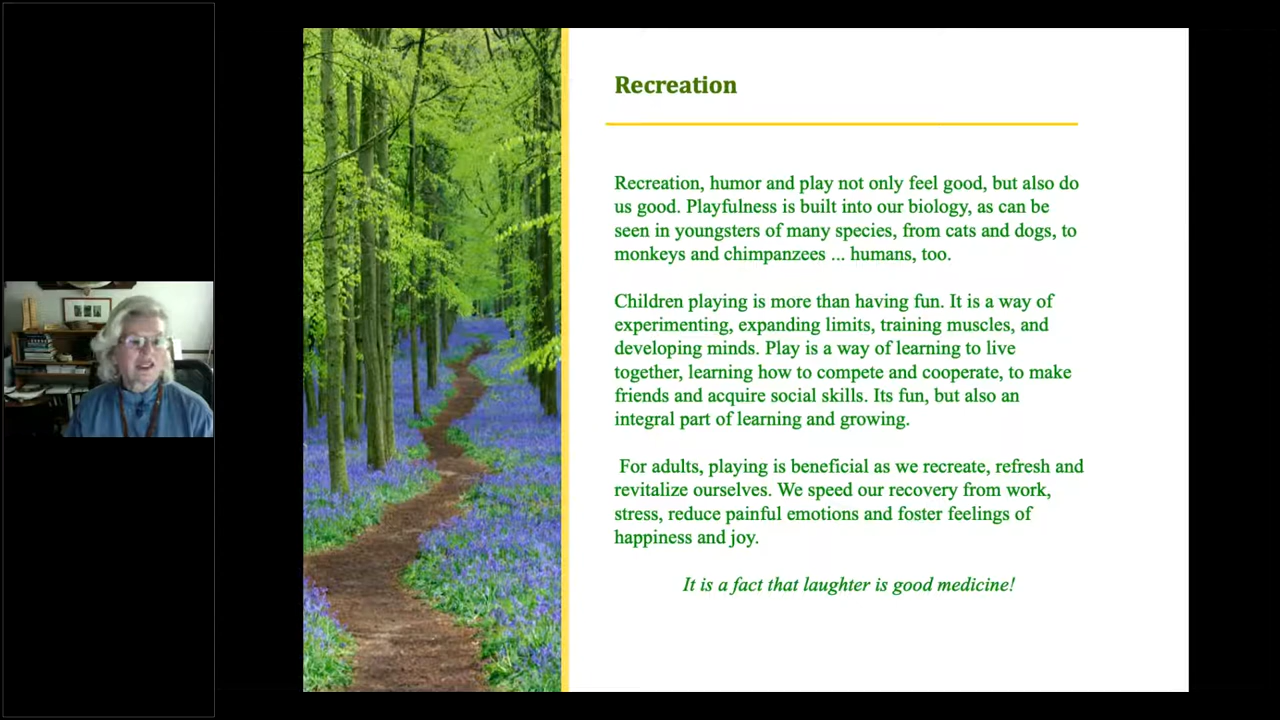 Recreation
Recreation, humor and play not only feel good, but also do
us good. Playfulness is built into our biology, as can be
seen in youngsters of many species, from cats and dogs, to
monkeys and chimpanzees ... humans, too.
Children playing is more than having fun. It is a way of
experimenting, expanding limits, training muscles, and
developing minds. Play is a way of learning to live
together, learning how to compete and cooperate, to make
friends and acquire social skills. Its fun, but also an
integral part of learning and growing.
For adults, playing is beneficial as we recreate, refresh and
revitalize ourselves. We speed our recovery from work,
stress, reduce painful emotions and foster feelings of
happiness and joy.
It is a fact that laughter is good medicine!